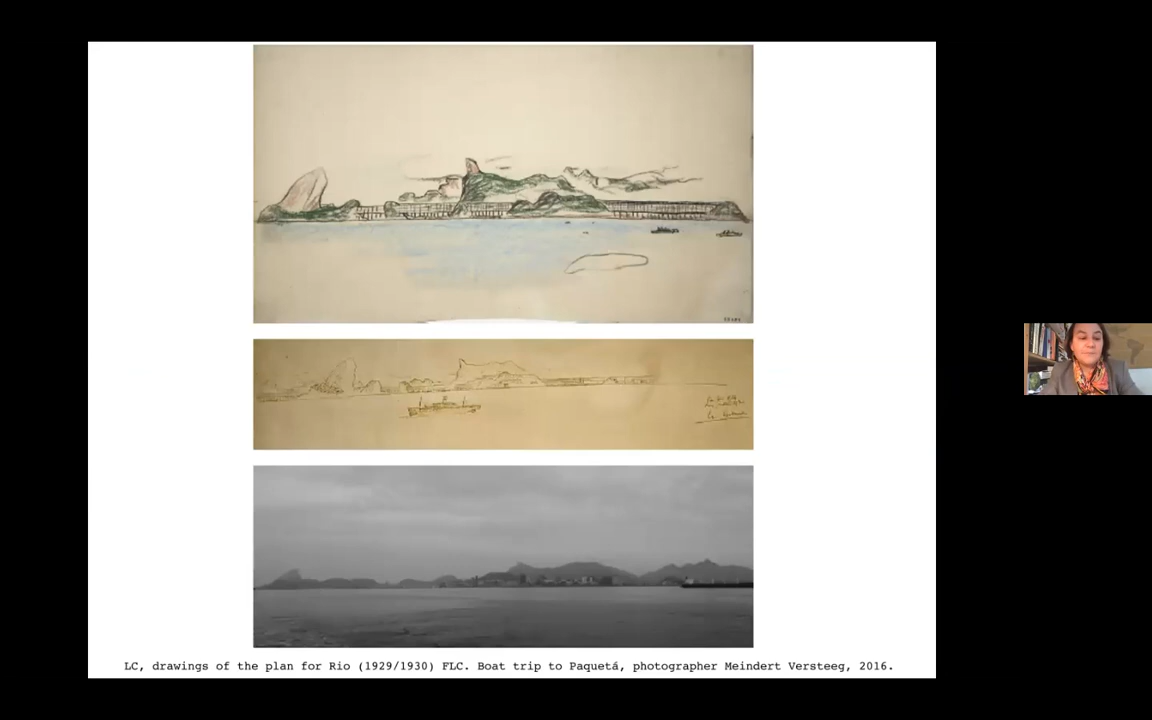 LC, drawings of the plan for Rio (1929/1930) FLC. Boat trip to Paquetá, photographer Meindert Versteeg, 2016.